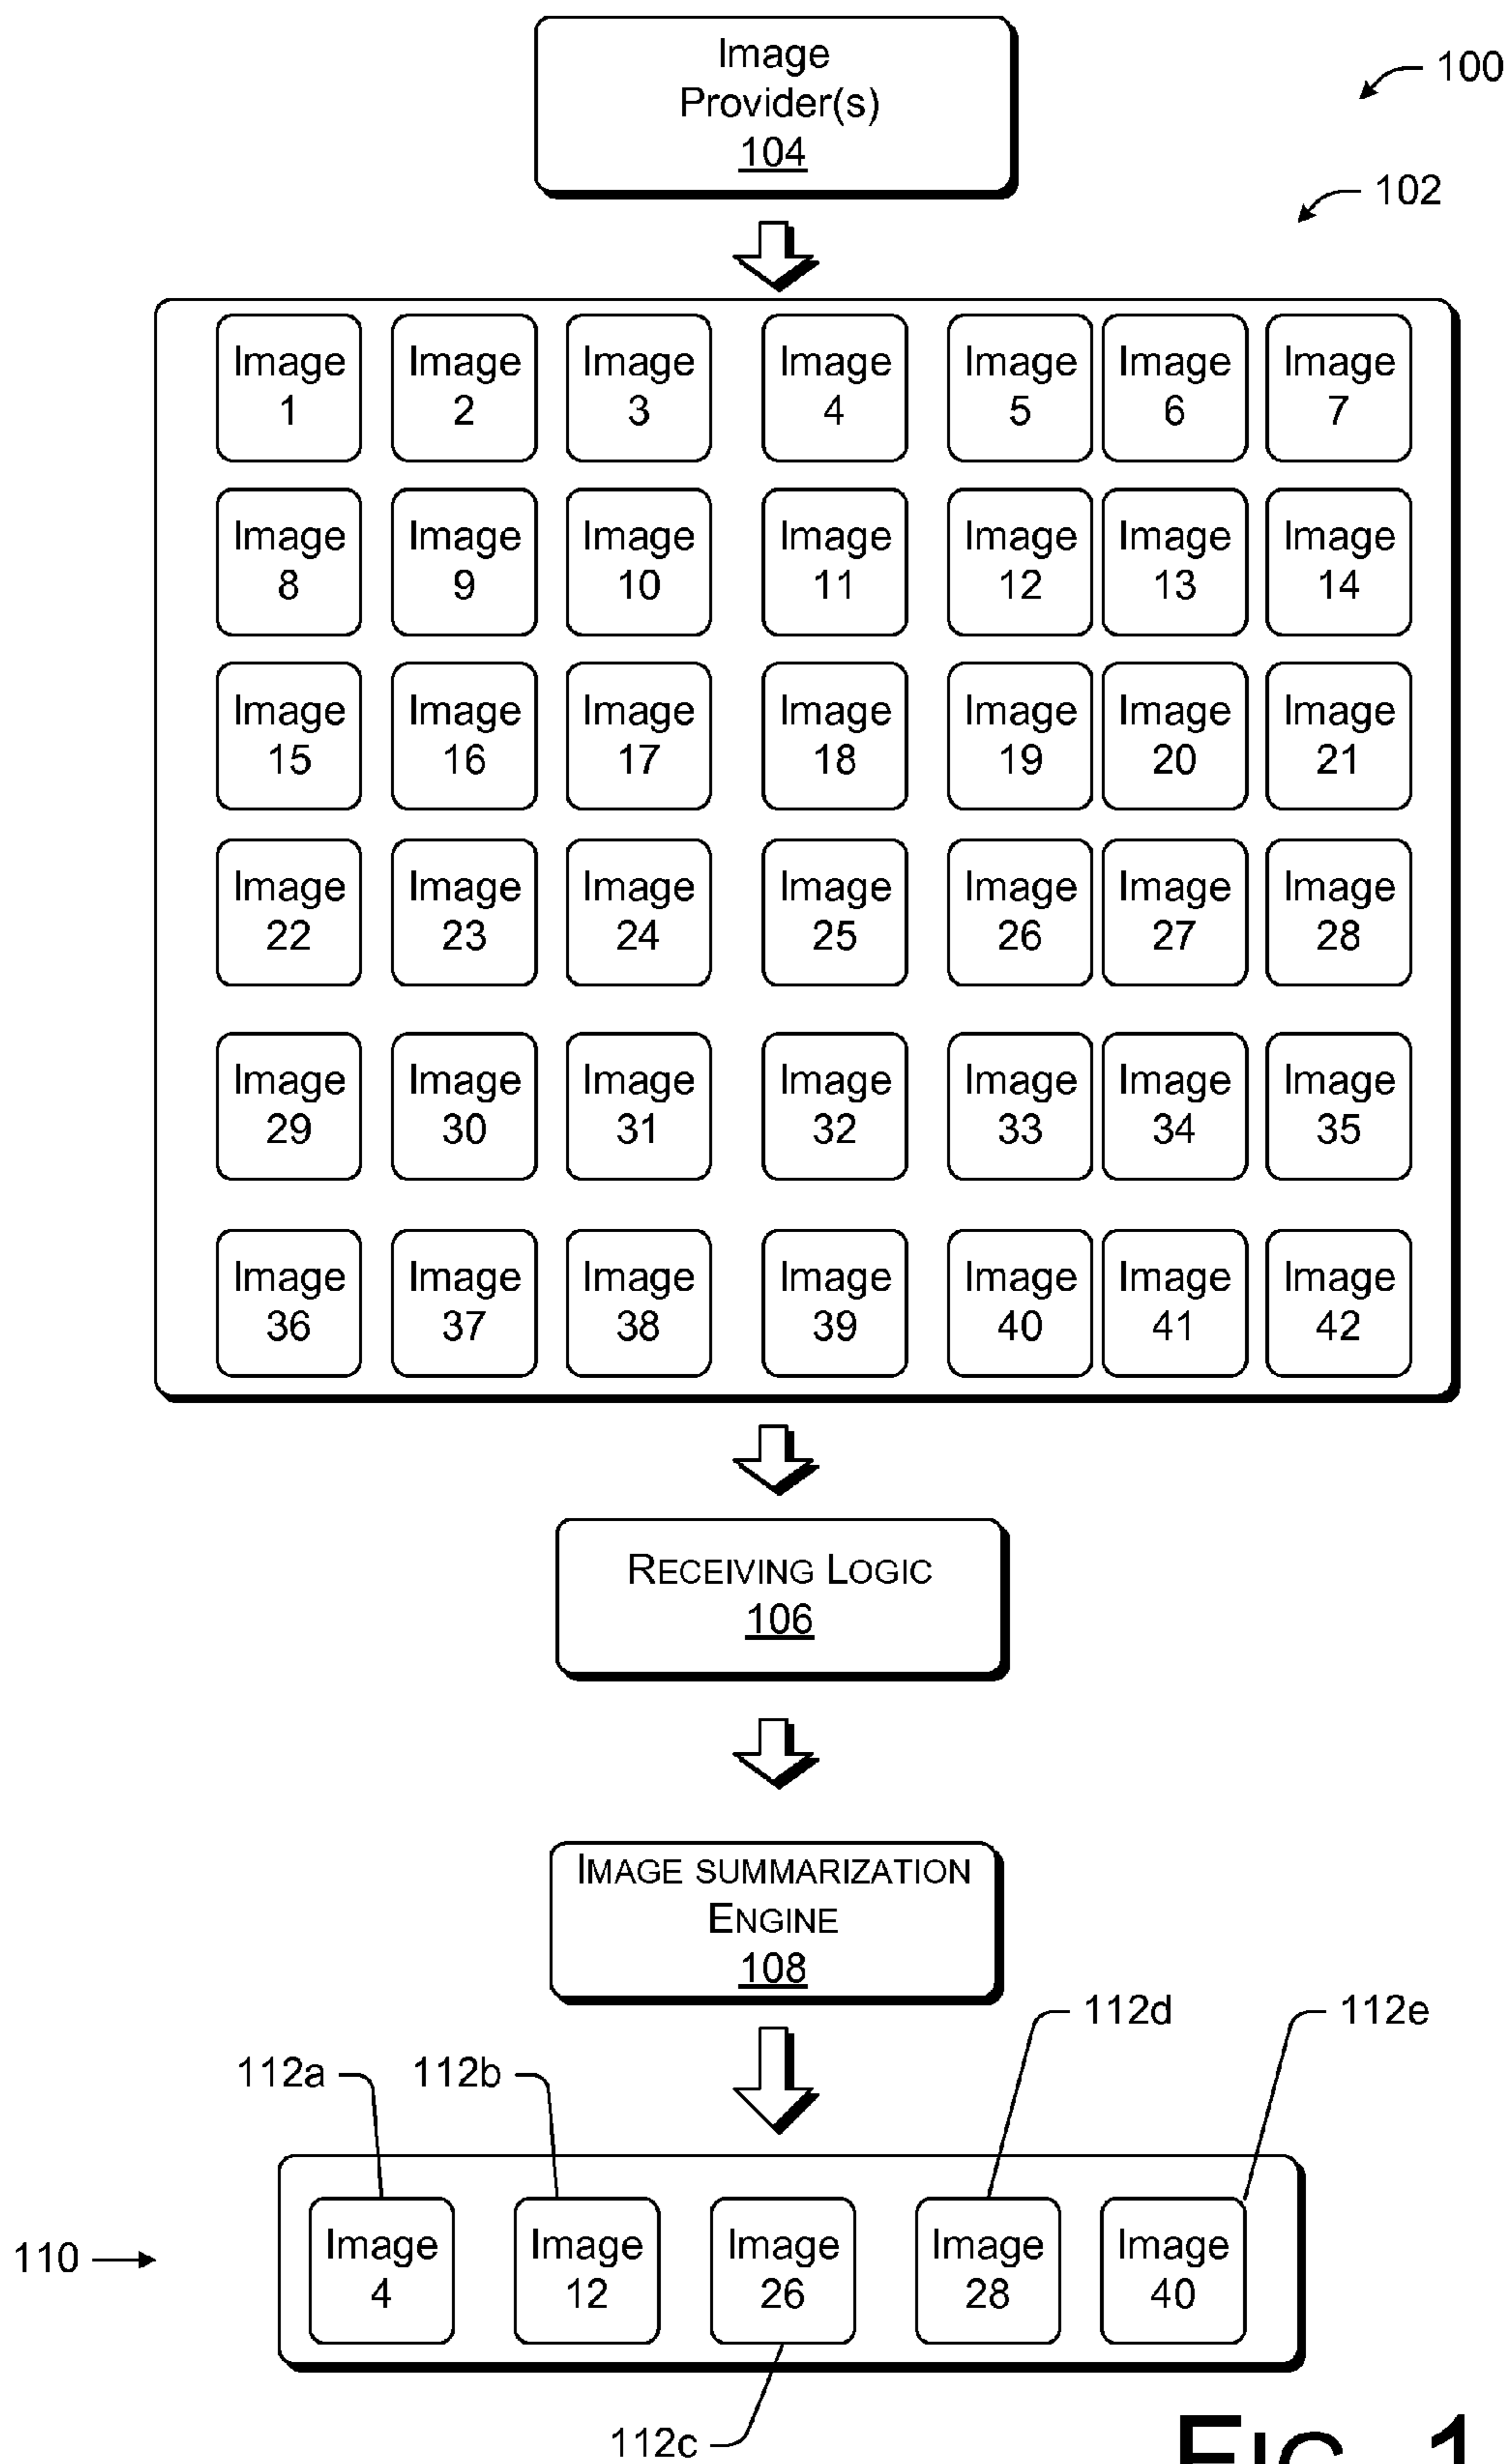 Image
Provider(s)
104
100
102
Image Image Image Image Image Image Image
1 2 3 4 5 6 7
Image Image Image Image Image Image Image
8 9 10 11 12 13 14
Image Image Image Image Image Image Image
15 16 17 18 19 20 21
Image Image Image Image Image Image Image
22 23 24 25 26 27 28
Image Image Image Image Image Image Image
29 30 31 32 33 34 35
Image Image Image Image Image Image Image
36 37 38 39 40 41 42
RECEIVING LOGIC
106
IMAGE SUMMARIZATION
ENGINE
108
112d 112e
112a 112b
110
Image Image Image Image Image
4 12 26 28 40
112c
FIG. 1